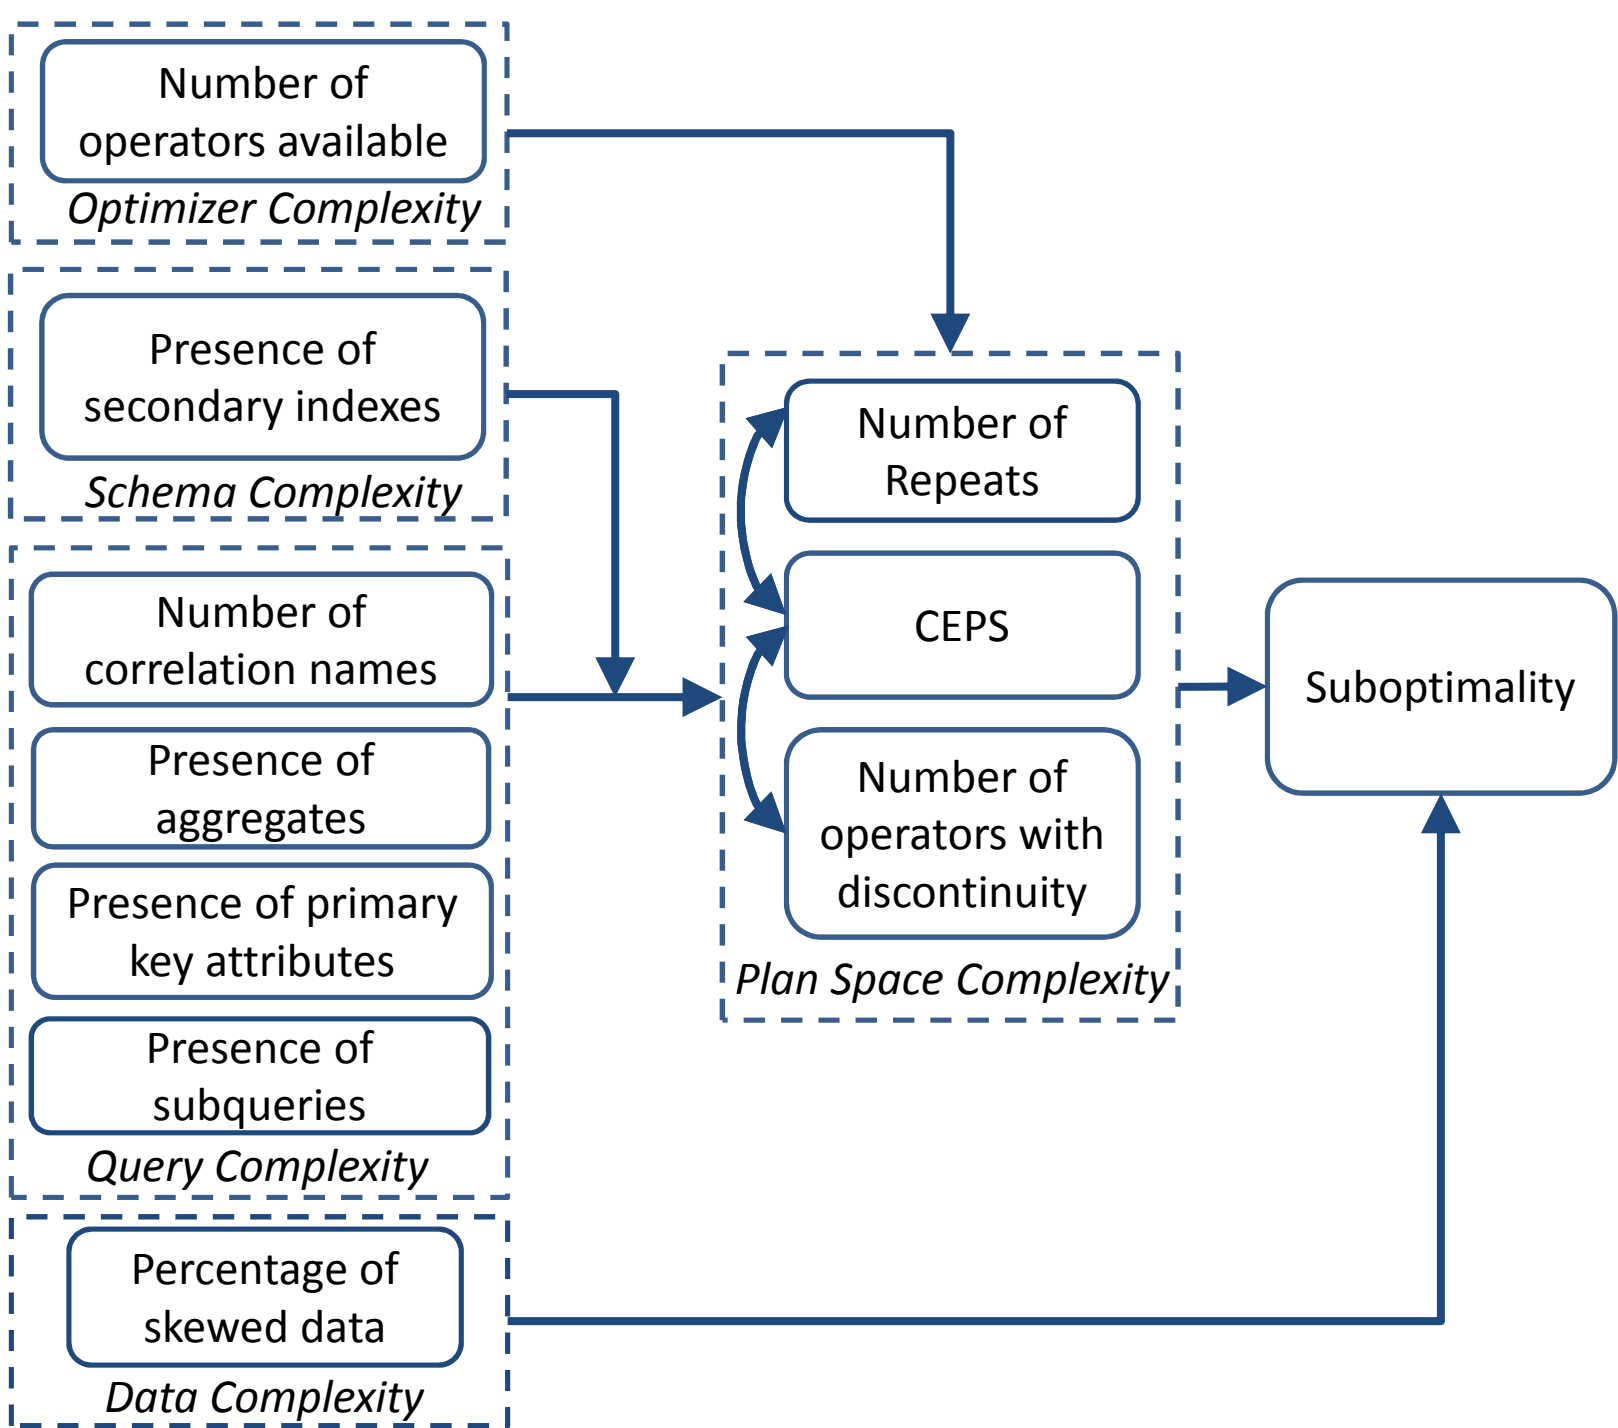 Number of
operators available
Optimizer Complexity
Presence of
secondary indexes
Schema Complexity
Number of
correlation names
Presence of
aggregates
Presence of primary
key attributes
Presence of
subqueries
Query Complexity
Percentage of
skewed data
Data Complexity
Number of
Repeats
CEPS
Number of
operators with
discontinuity
Plan Space Complexity
Suboptimality